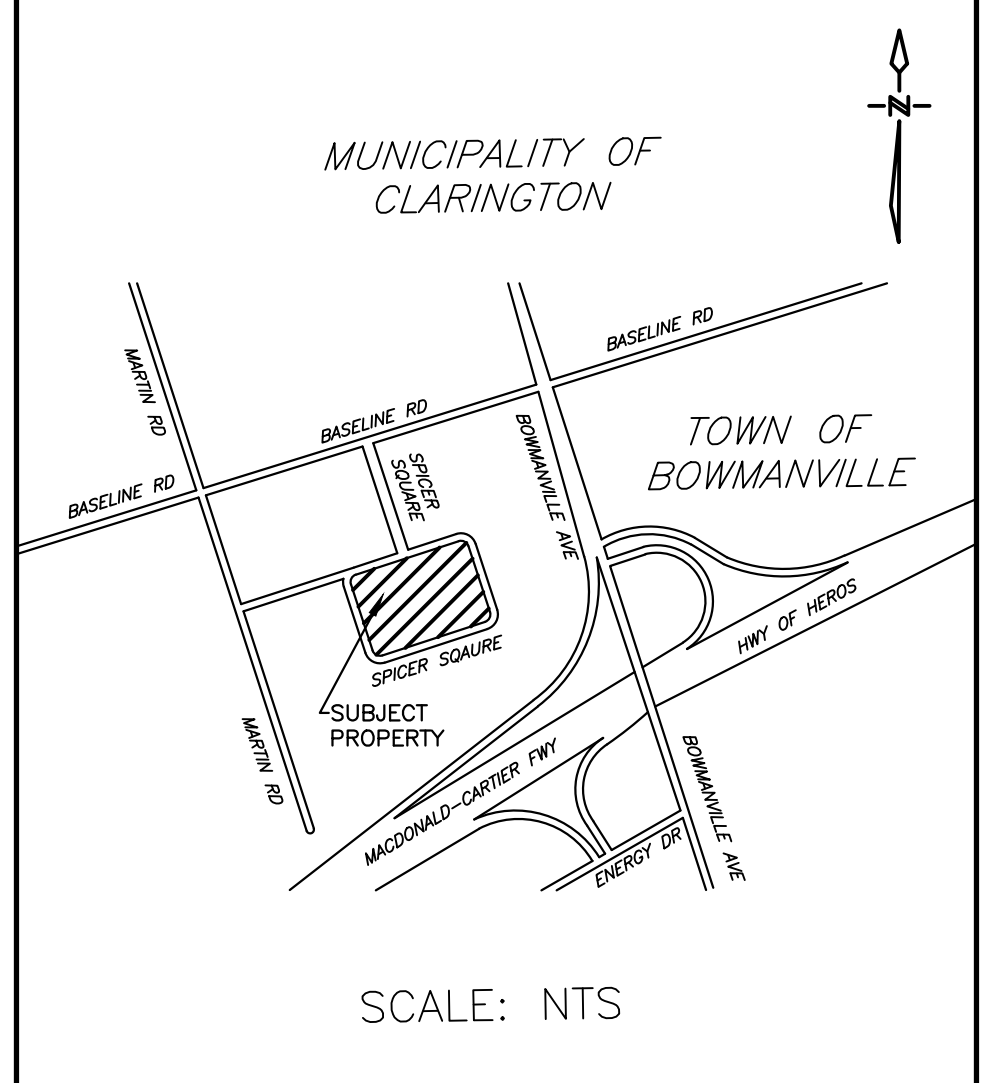 N
MUNICIPALITY OF
CLARINGTON
BASELINE RD
MARTIN RD
BASELINE RD
TOWN OF
BOWMANVILLE
BOWMANVILLE AVE
SPICER
SQUARE
BASELINE RD
HWY OF HEROS
SPICER SQAURE
SUBJECT
PROPERTY
MARTIN RD
MACDONALD-CARTIER FWY
BOWMANVILLE AVE
ENERGY DR
SCALE: NTS